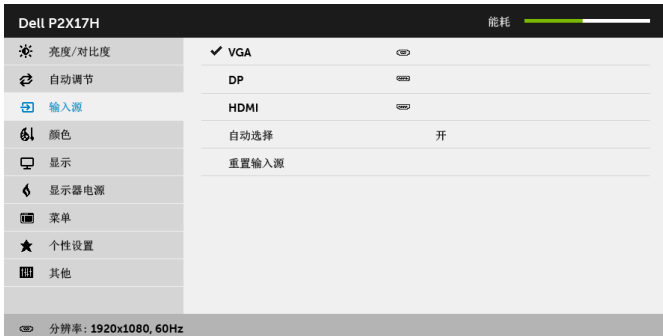 Dell P2X17H 能耗
亮度/对比度 VGA
自动调节 DP
输入源 HDMI
颜色 自动选择 开
显示 重置输入源
显示器电源
菜单
个性设置
其他
分辨率: 1920x1080, 60Hz